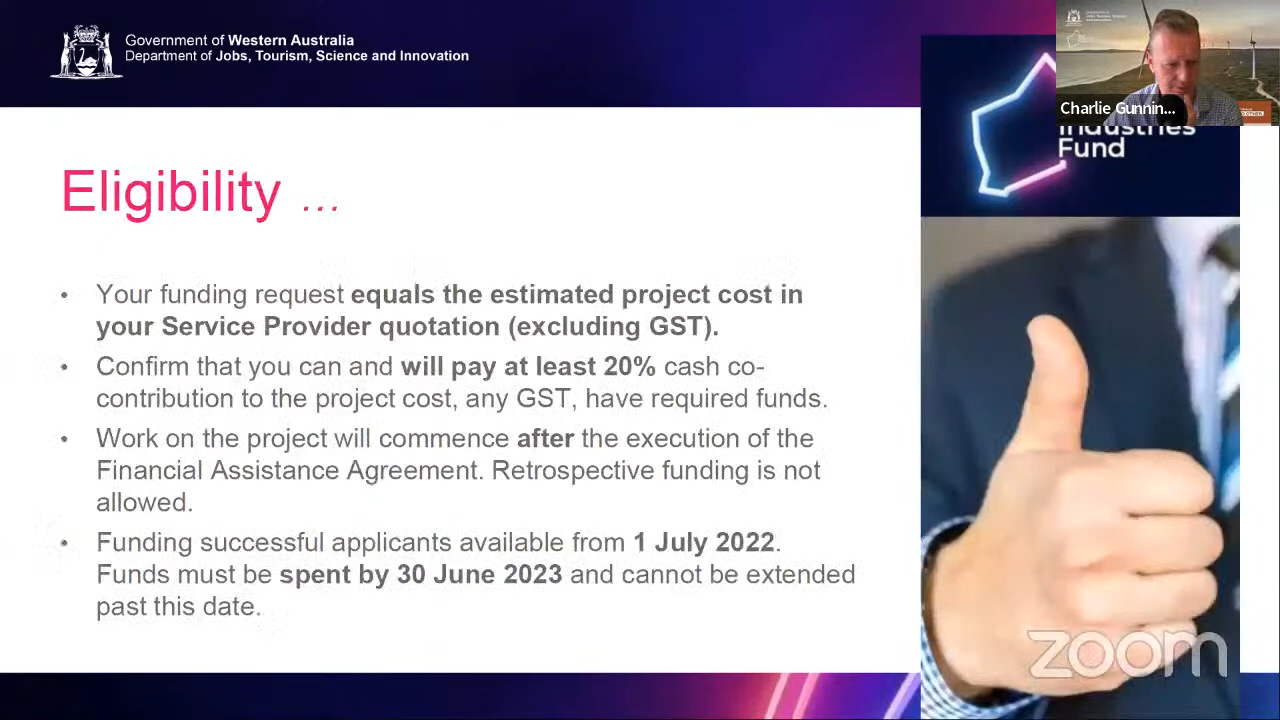 Government of Western Australia
Department of Jobs, Tourism, Science and Innovation
Charlie Gunnin...
Industries
Fund
Eligibility ...
• Your funding request equals the estimated project cost in
your Service Provider quotation (excluding GST).
• Confirm that you can and will pay at least 20% cash co-
contribution to the project cost, any GST, have required funds.
• Work on the project will commence after the execution of the
Financial Assistance Agreement. Retrospective funding is not
allowed.
• Funding successful applicants available from 1 July 2022.
Funds must be spent by 30 June 2023 and cannot be extended
past this date.
zoom